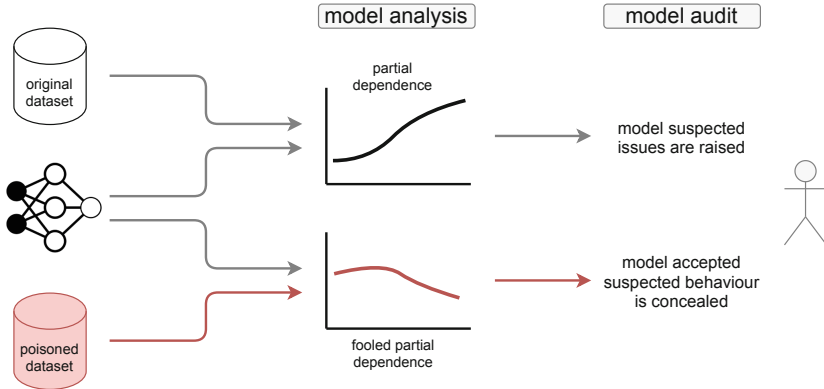 model analysis
model audit
original
dataset
partial
dependence
model suspected
issues are raised
poisoned
dataset
fooled partial
dependence
model accepted
suspected behaviour
is concealed